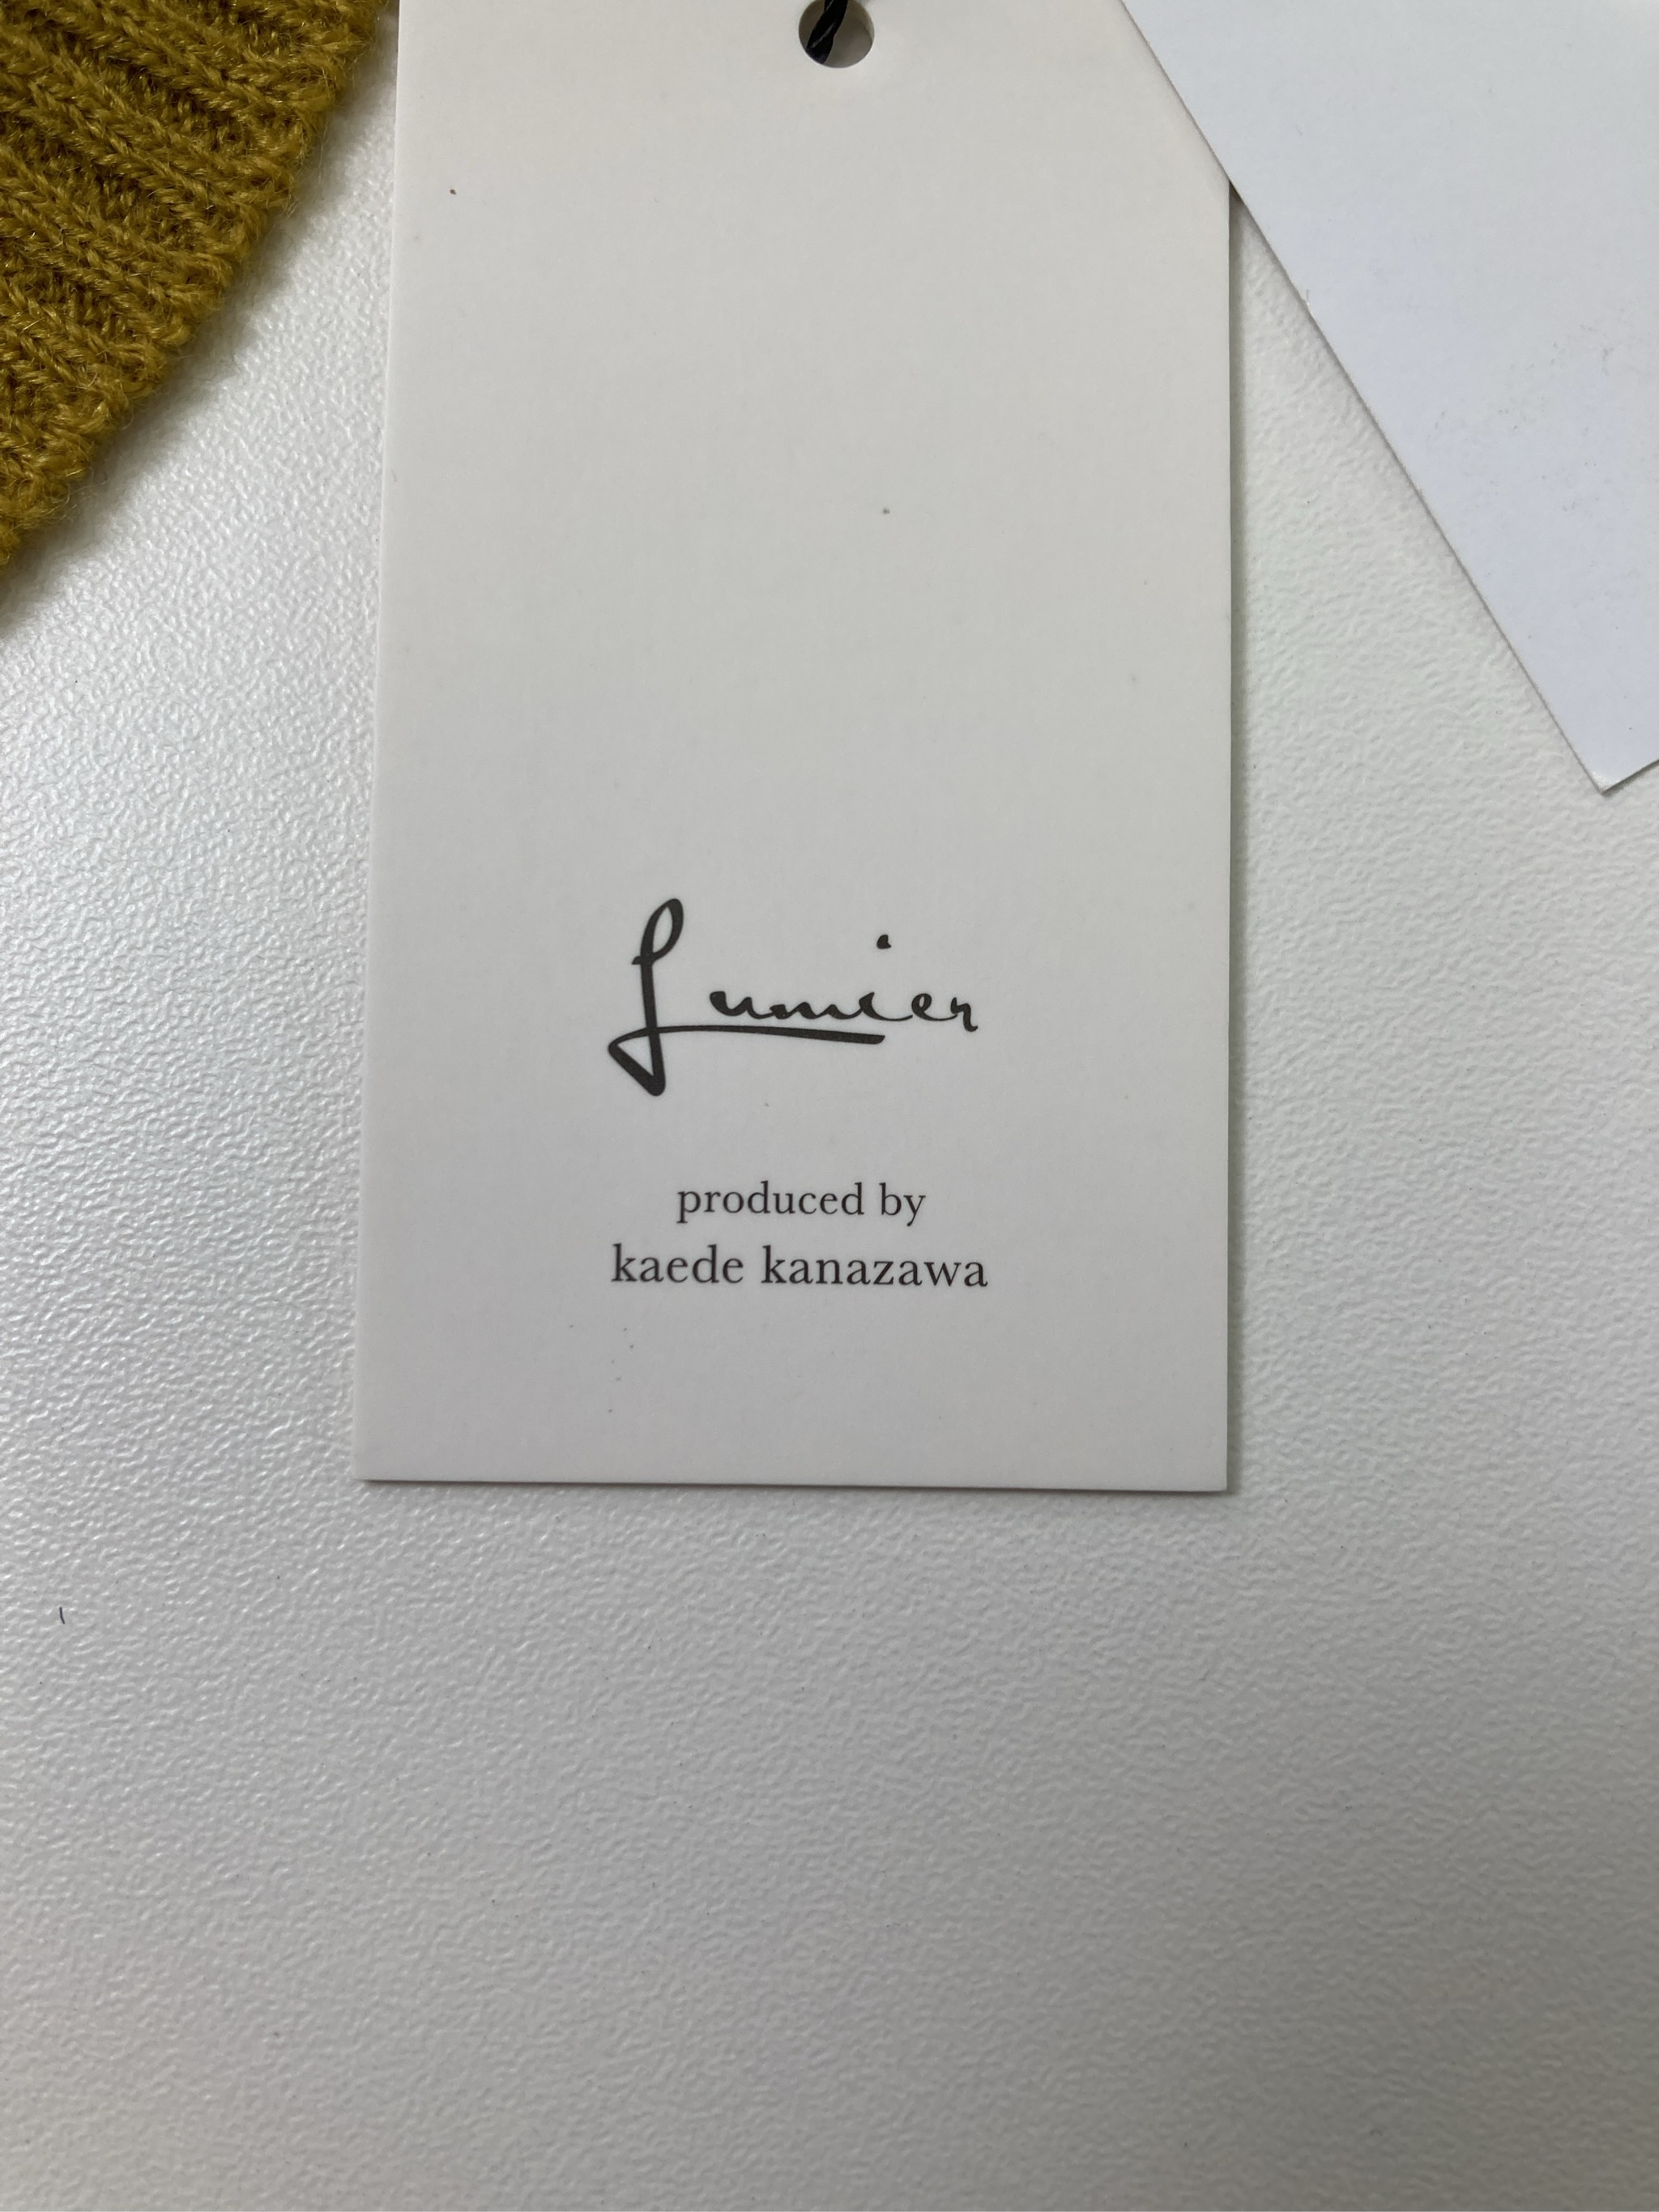 Lumier
produced by
kaede kanazawa